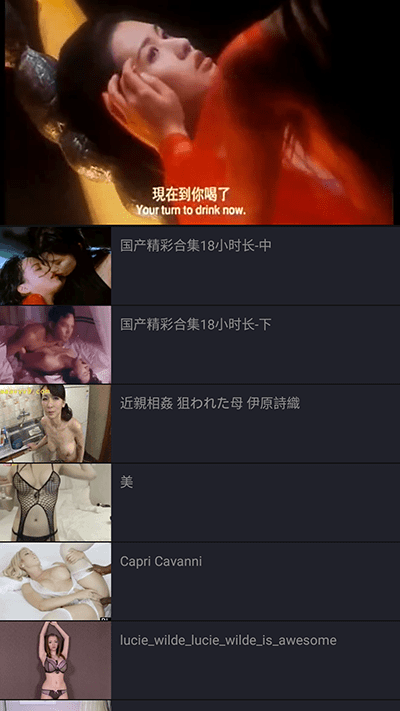 現在到你喝了
Your turn to drink now.
国产精彩合集18小时长-中
国产精彩合集18小时长-下
近親相姦 狙われた母 伊原詩織
美
Capri Cavanni
lucie_wilde_lucie_wilde_is_awesome